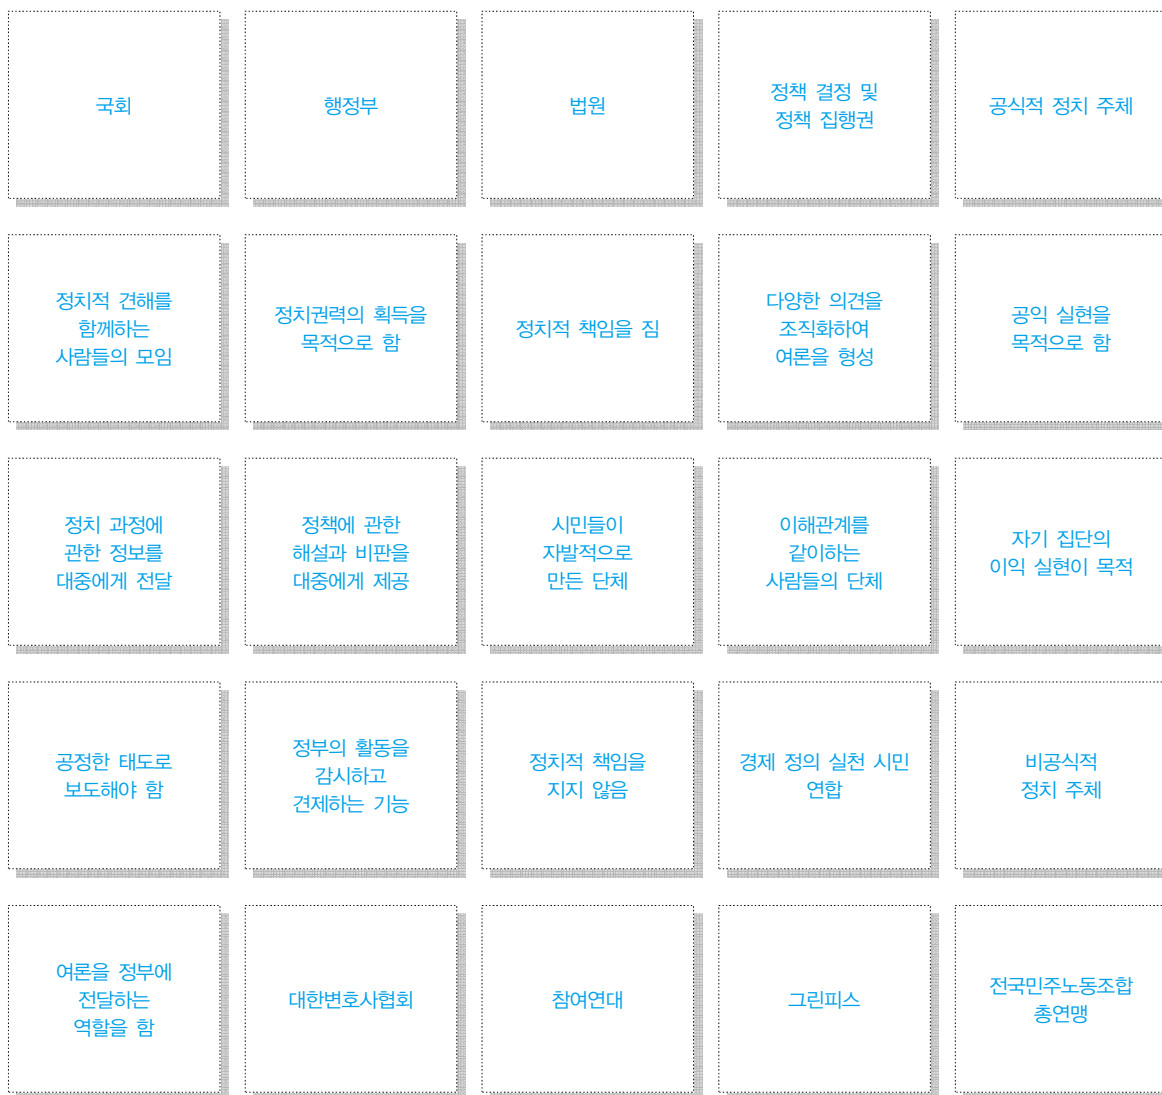 국회
행정부
법원
정책 결정 및
정책 집행권
공식적 정치 주체
정치적 견해를
함께하는
사람들의 모임
정치권력의 획득을
목적으로 함
정치적 책임을 짐
다양한 의견을
조직화하여
여론을 형성
공익 실현을
목적으로 함
정치 과정에
관한 정보를
대중에게 전달
정책에 관한
해설과 비판을
대중에게 제공
시민들이
자발적으로
만든 단체
이해관계를
같이하는
사람들의 단체
자기 집단의
이익 실현이 목적
공정한 태도로
보도해야 함
정부의 활동을
감시하고
견제하는 기능
정치적 책임을
지지 않음
경제 정의 실천 시민
연합
비공식적
정치 주체
여론을 정부에
전달하는
역할을 함
대한변호사협회
참여연대
그린피스
전국민주노동조합
총연맹